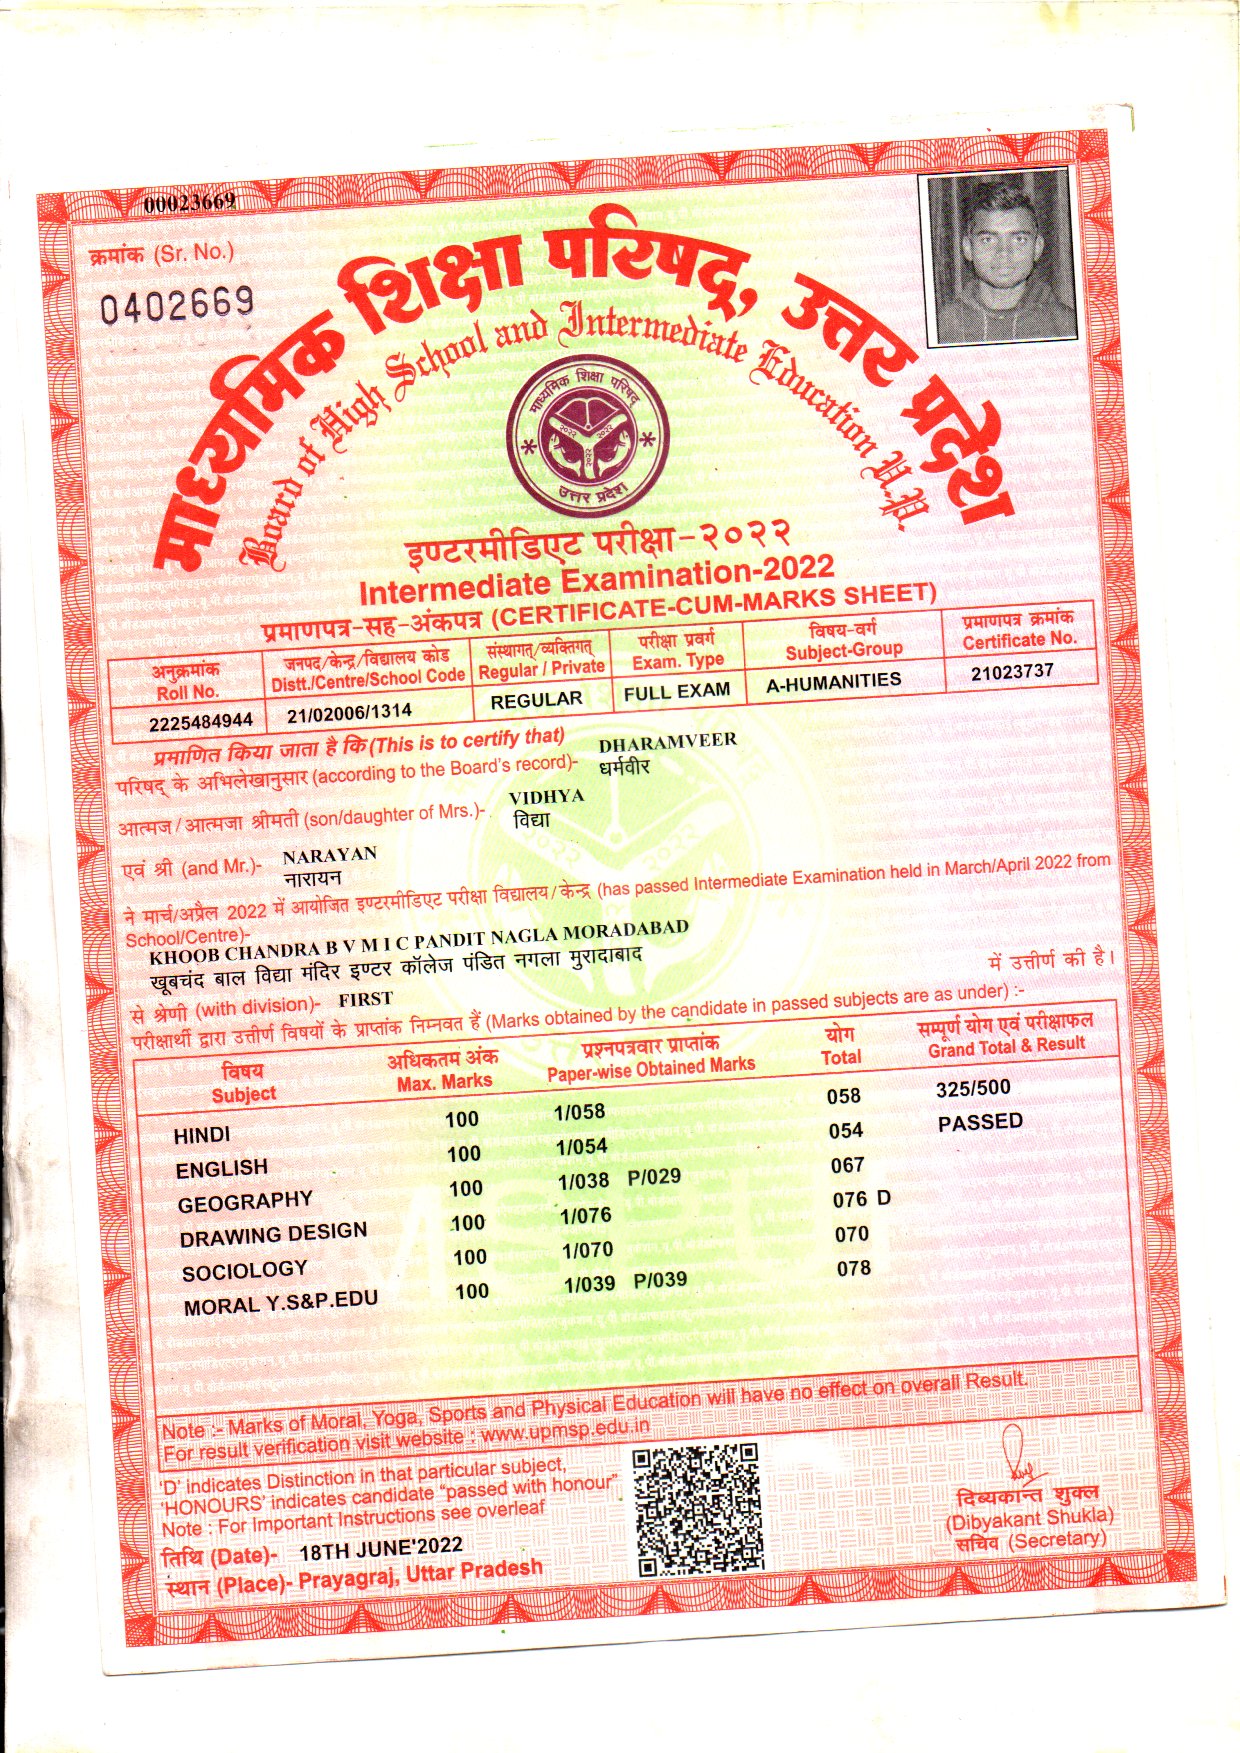 00023669
क्रमांक (Sr. No.)
0402669
माध्यमिक शिक्षा परिषद्, उत्तर प्रदेश
Board of High School and Intermediate Education U.P.
माध्यमिक शिक्षा परिषद्
२०२२ २०२२
२०२२
उत्तर प्रदेश
इण्टरमीडिएट परीक्षा-२०२२
Intermediate Examination-2022
प्रमाणपत्र-सह-अंकपत्र (CERTIFICATE-CUM-MARKS SHEET)
अनुक्रमांक जनपद/केन्द्र/विद्यालय कोड संस्थागत्/व्यक्तिगत् परीक्षा प्रवर्ग विषय-वर्ग प्रमाणपत्र क्रमांक
Roll No. Distt./Centre/School Code Regular / Private Exam. Type Subject-Group Certificate No.
2225484944 21/02006/1314 REGULAR FULL EXAM A-HUMANITIES 21023737
प्रमाणित किया जाता है कि (This is to certify that) DHARAMVEER
परिषद् के अभिलेखानुसार (according to the Board's record)- धर्मवीर
VIDHYA
आत्मज/आत्मजा श्रीमती (son/daughter of Mrs.)- विद्या
NARAYAN
एवं श्री (and Mr.)- नारायन
ने मार्च/अप्रैल 2022 में आयोजित इण्टरमीडिएट परीक्षा विद्यालय/केन्द्र (has passed Intermediate Examination held in March/April 2022 from
School/Centre)-
KHOOB CHANDRA B V M I C PANDIT NAGLA MORADABAD
खूबचंद बाल विद्या मंदिर इण्टर कॉलेज पंडित नगला मुरादाबाद में उत्तीर्ण की है।
से श्रेणी (with division)- FIRST
परीक्षार्थी द्वारा उत्तीर्ण विषयों के प्राप्तांक निम्नवत हैं (Marks obtained by the candidate in passed subjects are as under) :-
विषय अधिकतम अंक प्रश्नपत्रवार प्राप्तांक योग सम्पूर्ण योग एवं परीक्षाफल
Subject Max. Marks Paper-wise Obtained Marks Total Grand Total & Result
HINDI 100 1/058 058 325/500
ENGLISH 100 1/054 054 PASSED
GEOGRAPHY 100 1/038 P/029 067
DRAWING DESIGN 100 1/076 076 D
SOCIOLOGY 100 1/070 070
MORAL Y.S&P.EDU 100 1/039 P/039 078
Note :- Marks of Moral, Yoga, Sports and Physical Education will have no effect on overall Result.
For result verification visit website : www.upmsp.edu.in
'D' indicates Distinction in that particular subject,
'HONOURS' indicates candidate "passed with honour"
Note : For Important Instructions see overleaf
तिथि (Date)- 18TH JUNE'2022
स्थान (Place)- Prayagraj, Uttar Pradesh
दिब्यकान्त शुक्ल
(Dibyakant Shukla)
सचिव (Secretary)